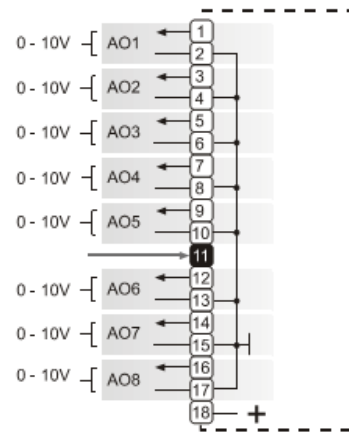 1
0 - 10V AO1
2
3
0 - 10V AO2
4
5
0 - 10V AO3
6
7
0 - 10V AO4
8
9
0 - 10V AO5
10
11
12
0 - 10V AO6
13
14
0 - 10V AO7
15
16
0 - 10V AO8
17
18 +